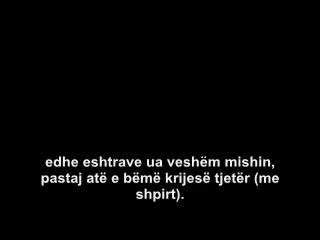 edhe eshtrave ua veshëm mishin,
pastaj atë e bëmë krijesë tjetër (me
shpirt).